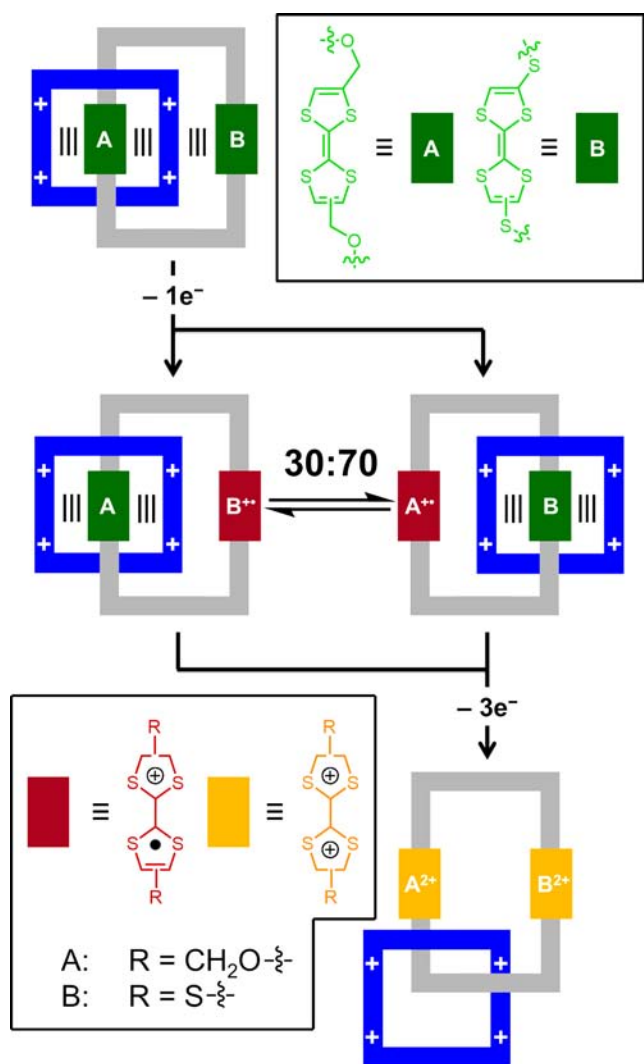 + +
A B
+ +
O
S S
S S
O
≡ A
S
S S
S S
S
≡ B
– 1e⁻
30:70
+ +
A B⁺•
+ +
A⁺• + +
B
+ +
– 3e⁻
≡
R
S ⊕ S
S • S
R
≡
R
S ⊕ S
S ⊕ S
R
A: R = CH₂O
B: R = S
A²⁺ B²⁺
+ +
+ +